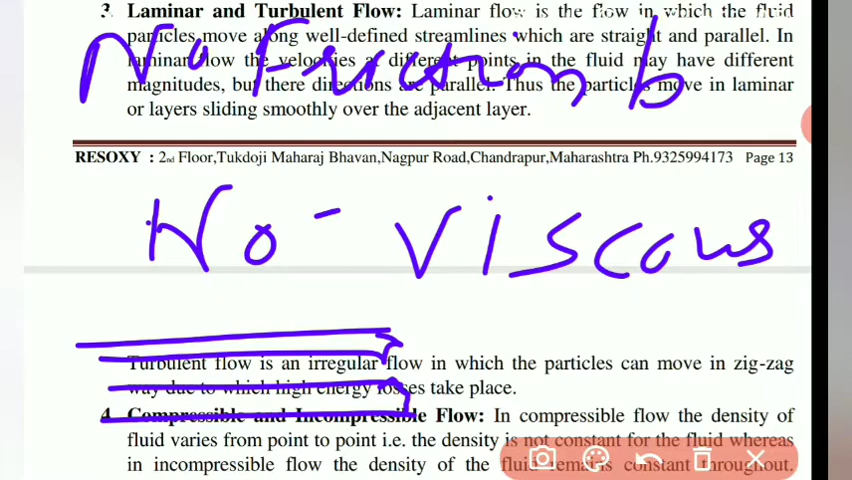 3. Laminar and Turbulent Flow: Laminar flow is the flow in which the fluid
particles move along well-defined streamlines which are straight and parallel. In
laminar flow the velocities at different points in the fluid may have different
magnitudes, but there directions are parallel. Thus the particles move in laminar
or layers sliding smoothly over the adjacent layer.
RESOXY : 2nd Floor,Tukdoji Maharaj Bhavan,Nagpur Road,Chandrapur,Maharashtra Ph.9325994173 Page 13
No - Viscous
Turbulent flow is an irregular flow in which the particles can move in zig-zag
way due to which high energy losses take place.
4. Compressible and Incompressible Flow: In compressible flow the density of
fluid varies from point to point i.e. the density is not constant for the fluid whereas
in incompressible flow the density of the fluid remains constant throughout.